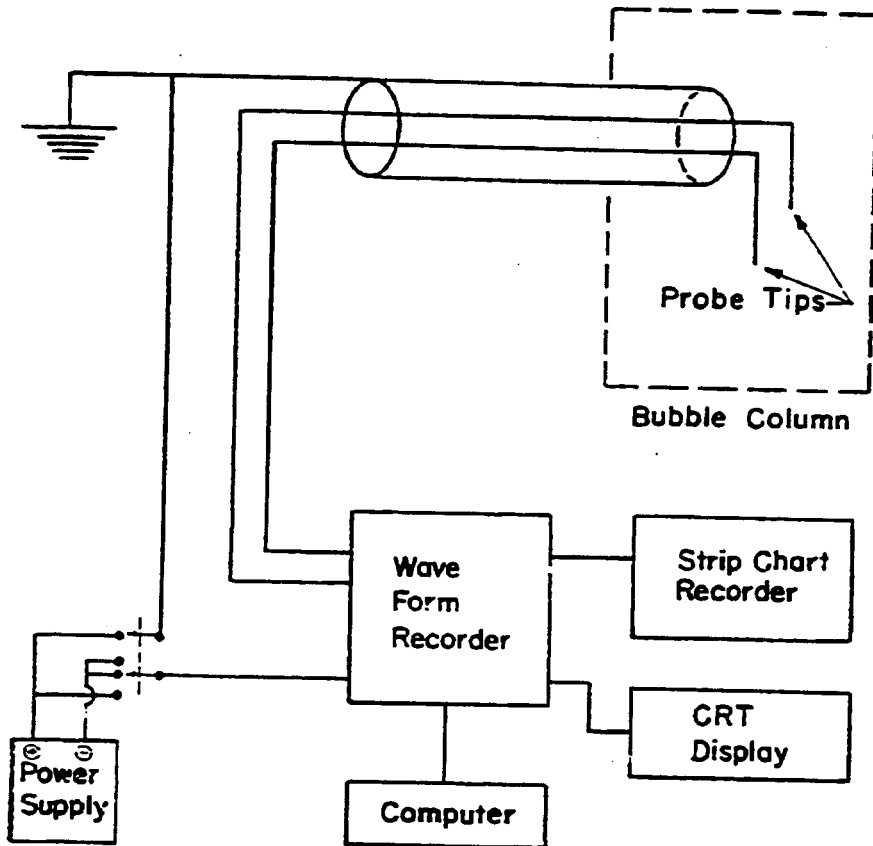 Probe Tips
Bubble Column
Wave
Form
Recorder
Strip Chart
Recorder
CRT
Display
Computer
+ -
Power
Supply